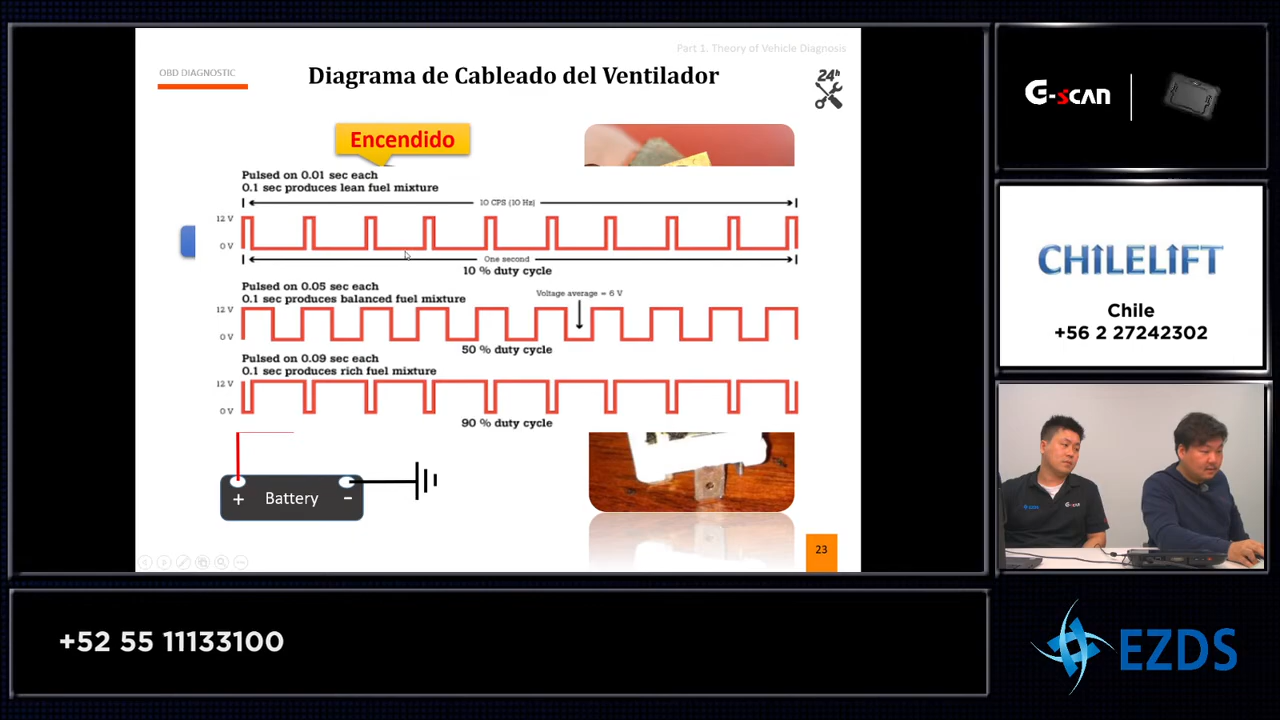 Part 1. Theory of Vehicle Diagnosis
OBD DIAGNOSTIC
Diagrama de Cableado del Ventilador
24h
Encendido
Pulsed on 0.01 sec each
0.1 sec produces lean fuel mixture
10 CPS (10 Hz)
12 V
0 V
One second
10 % duty cycle
Pulsed on 0.05 sec each
0.1 sec produces balanced fuel mixture
Voltage average = 6 V
12 V
0 V
50 % duty cycle
Pulsed on 0.09 sec each
0.1 sec produces rich fuel mixture
12 V
0 V
90 % duty cycle
+ Battery -
23
G-scan
CHILELIFT
Chile
+56 2 27242302
EZDS
G-scan
+52 55 11133100
EZDS